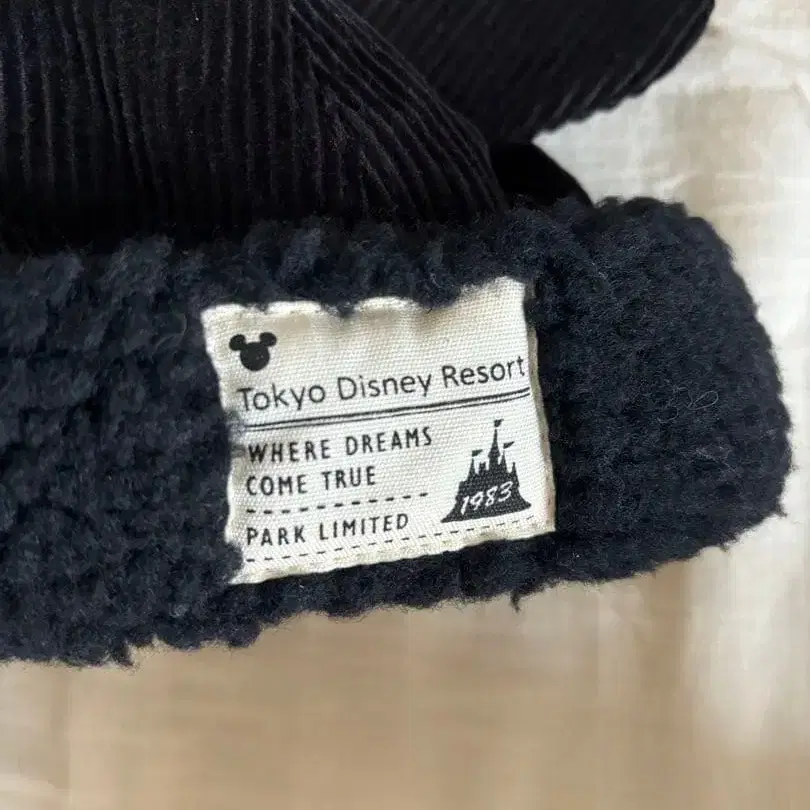 Tokyo Disney Resort
WHERE DREAMS
COME TRUE
1983
PARK LIMITED